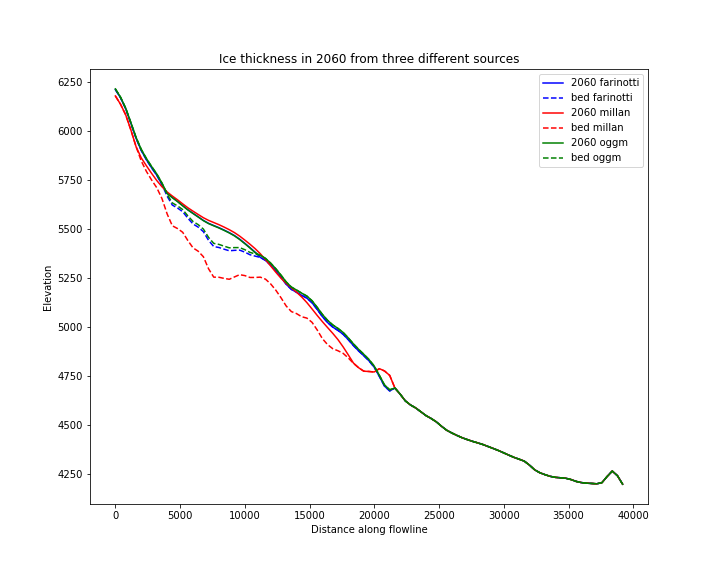 Ice thickness in 2060 from three different sources
2060 farinotti
bed farinotti
2060 millan
bed millan
2060 oggm
bed oggm
Elevation
6250
6000
5750
5500
5250
5000
4750
4500
4250
0 5000 10000 15000 20000 25000 30000 35000 40000
Distance along flowline